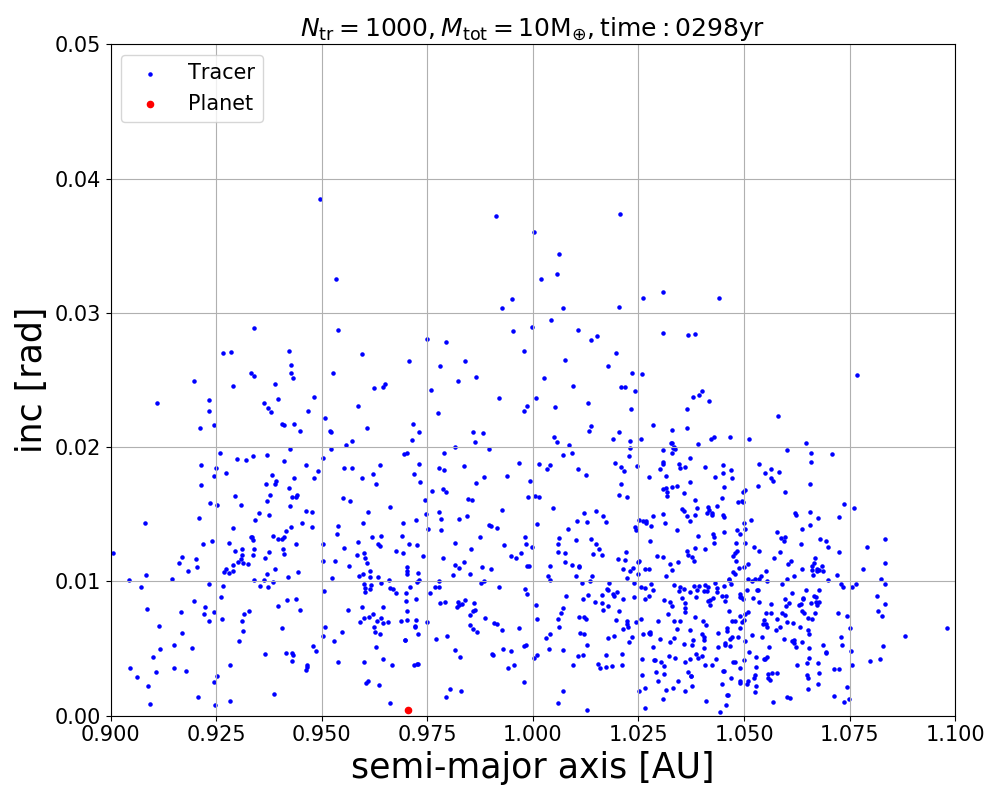 N_tr = 1000, M_tot = 10M_⊕, time : 0298yr
0.05
Tracer
Planet
0.04
0.03
0.02
0.01
0.00
inc [rad]
0.900 0.925 0.950 0.975 1.000 1.025 1.050 1.075 1.100
semi-major axis [AU]